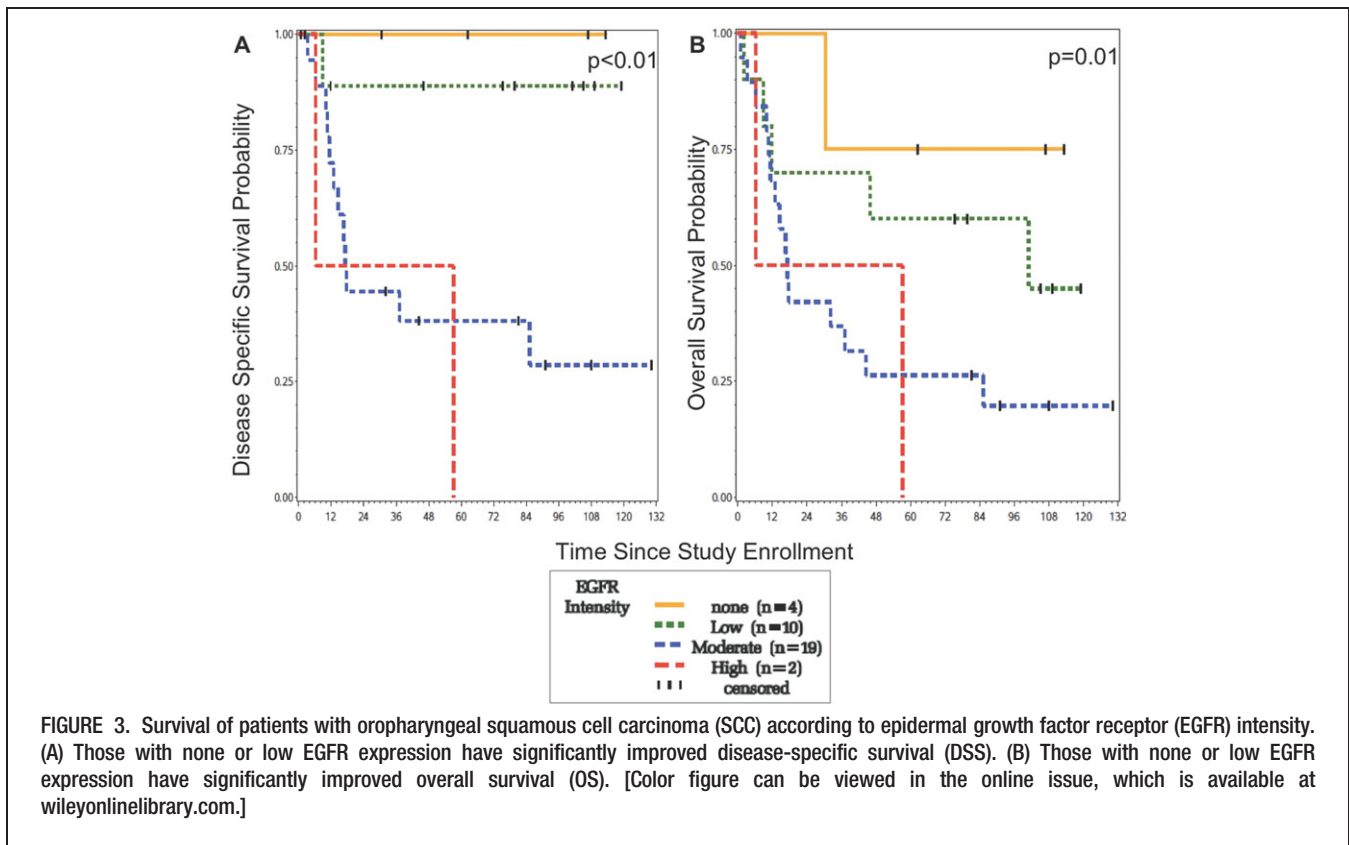 A
p<0.01
Disease Specific Survival Probability
1.00
0.75
0.50
0.25
0.00
0 12 24 36 48 60 72 84 96 108 120 132
B
p=0.01
Overall Survival Probability
1.00
0.75
0.50
0.25
0.00
0 12 24 36 48 60 72 84 96 108 120 132
Time Since Study Enrollment
EGFR
Intensity
none (n=4)
Low (n=10)
Moderate (n=19)
High (n=2)
censored
FIGURE 3. Survival of patients with oropharyngeal squamous cell carcinoma (SCC) according to epidermal growth factor receptor (EGFR) intensity.
(A) Those with none or low EGFR expression have significantly improved disease-specific survival (DSS). (B) Those with none or low EGFR
expression have significantly improved overall survival (OS). [Color figure can be viewed in the online issue, which is available at
wileyonlinelibrary.com.]